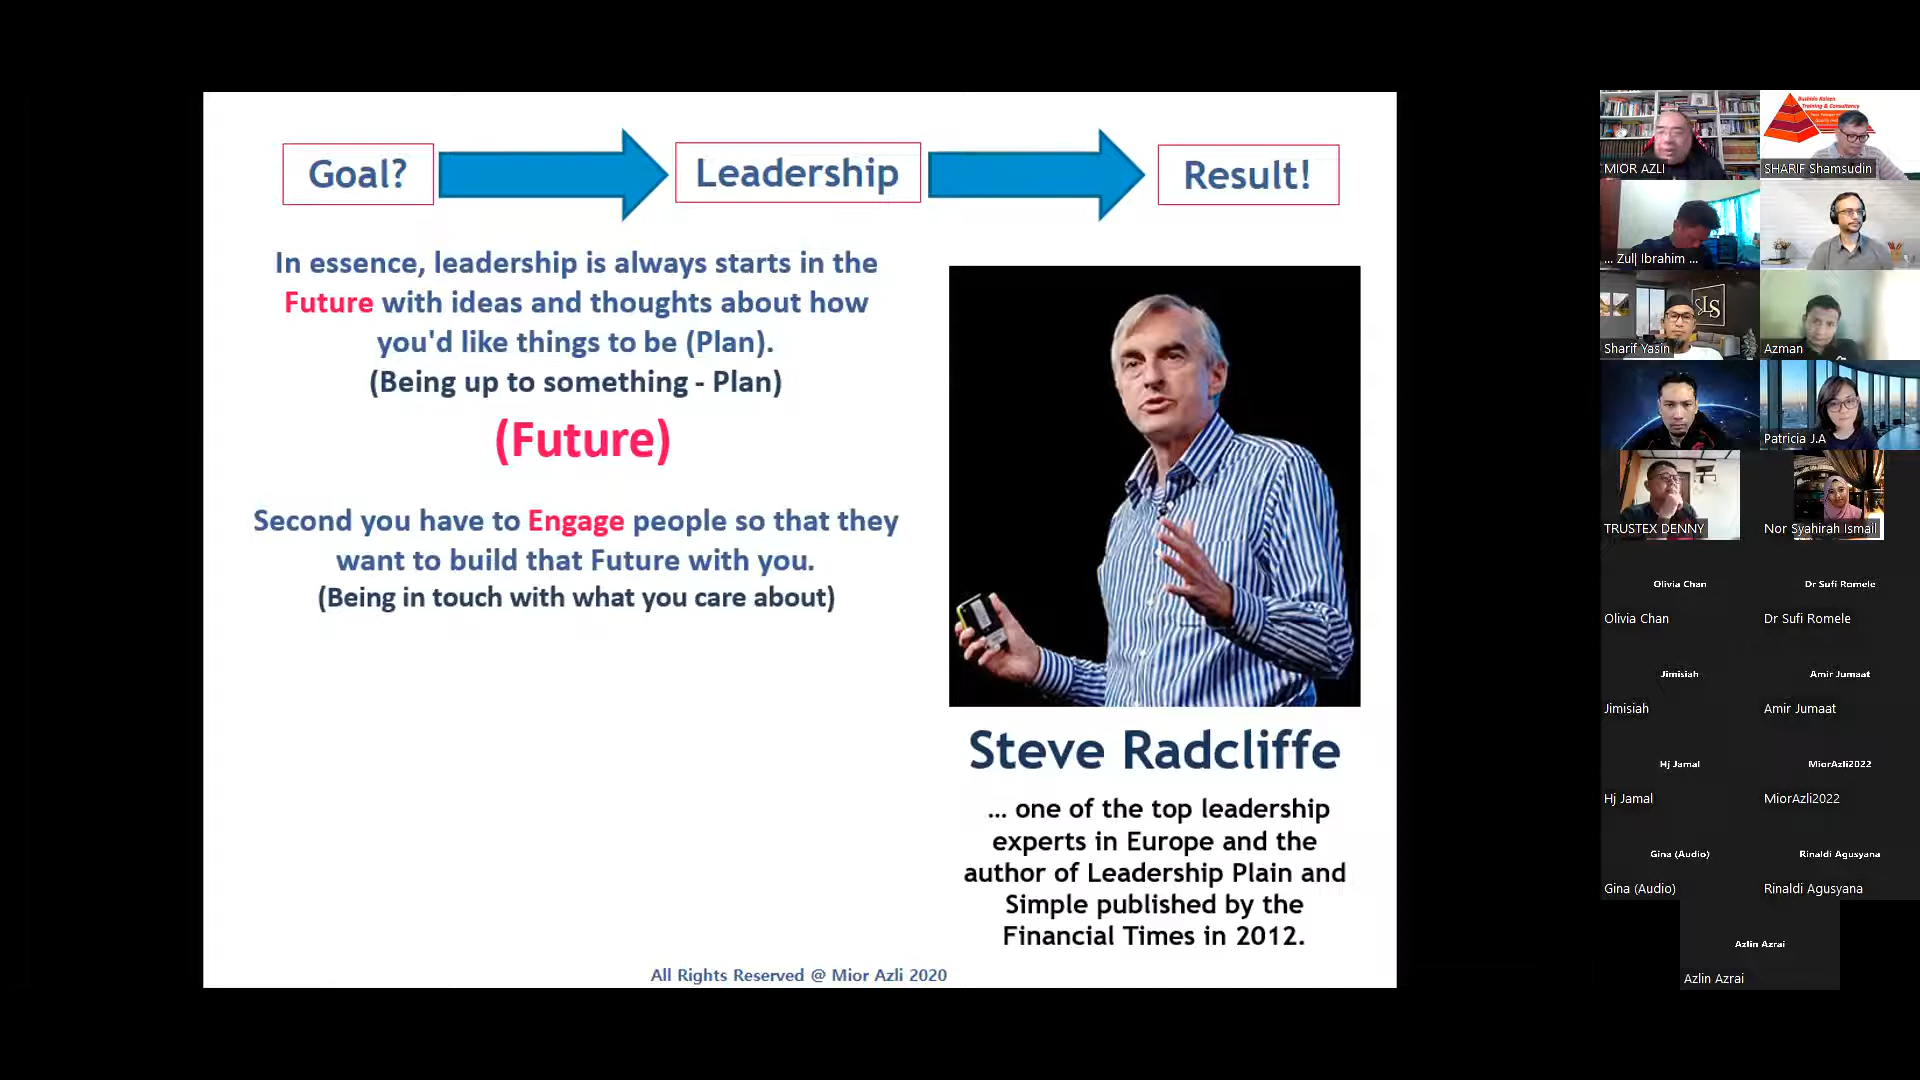 Goal?
Leadership
Result!
In essence, leadership is always starts in the
Future with ideas and thoughts about how
you'd like things to be (Plan).
(Being up to something - Plan)
(Future)
Second you have to Engage people so that they
want to build that Future with you.
(Being in touch with what you care about)
Steve Radcliffe
... one of the top leadership
experts in Europe and the
author of Leadership Plain and
Simple published by the
Financial Times in 2012.
All Rights Reserved @ Mior Azli 2020
MIOR AZLI
Bushido Kaizen
Training & Consultancy
SHARIF Shamsudin
... Zul| Ibrahim ...
LS
Sharif Yasin
Azman
Patricia J.A
TRUSTEX DENNY
Nor Syahirah Ismail
Olivia Chan
Olivia Chan
Dr Sufi Romele
Dr Sufi Romele
Jimisiah
Jimisiah
Amir Jumaat
Amir Jumaat
Hj Jamal
Hj Jamal
MiorAzli2022
MiorAzli2022
Gina (Audio)
Gina (Audio)
Rinaldi Agusyana
Rinaldi Agusyana
Azlin Azrai
Azlin Azrai